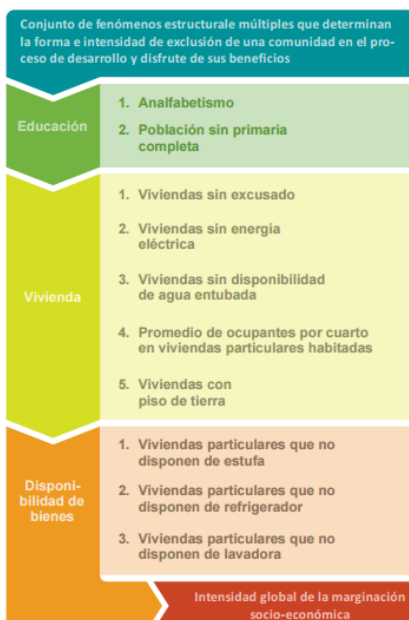 Conjunto de fenómenos estructurale múltiples que determinan
la forma e intensidad de exclusión de una comunidad en el pro-
ceso de desarrollo y disfrute de sus beneficios
Educación
1. Analfabetismo
2. Población sin primaria
completa
Vivienda
1. Viviendas sin excusado
2. Viviendas sin energía
eléctrica
3. Viviendas sin disponibilidad
de agua entubada
4. Promedio de ocupantes por cuarto
en viviendas particulares habitadas
5. Viviendas con
piso de tierra
Disponi-
bilidad de
bienes
1. Viviendas particulares que no
disponen de estufa
2. Viviendas particulares que no
disponen de refrigerador
3. Viviendas particulares que no
disponen de lavadora
Intensidad global de la marginación
socio-económica